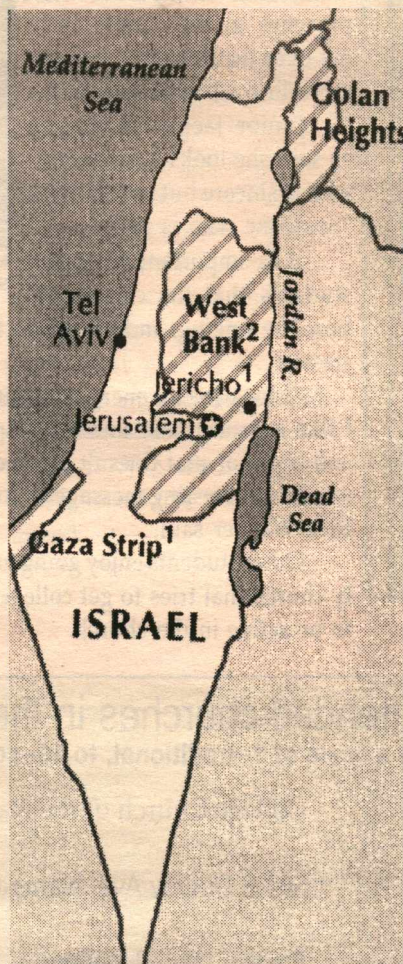 Mediterranean
Sea
Golan
Heights
Tel
Aviv
West
Bank²
Jordan R.
Jericho¹
Jerusalem
Dead
Sea
Gaza Strip¹
ISRAEL